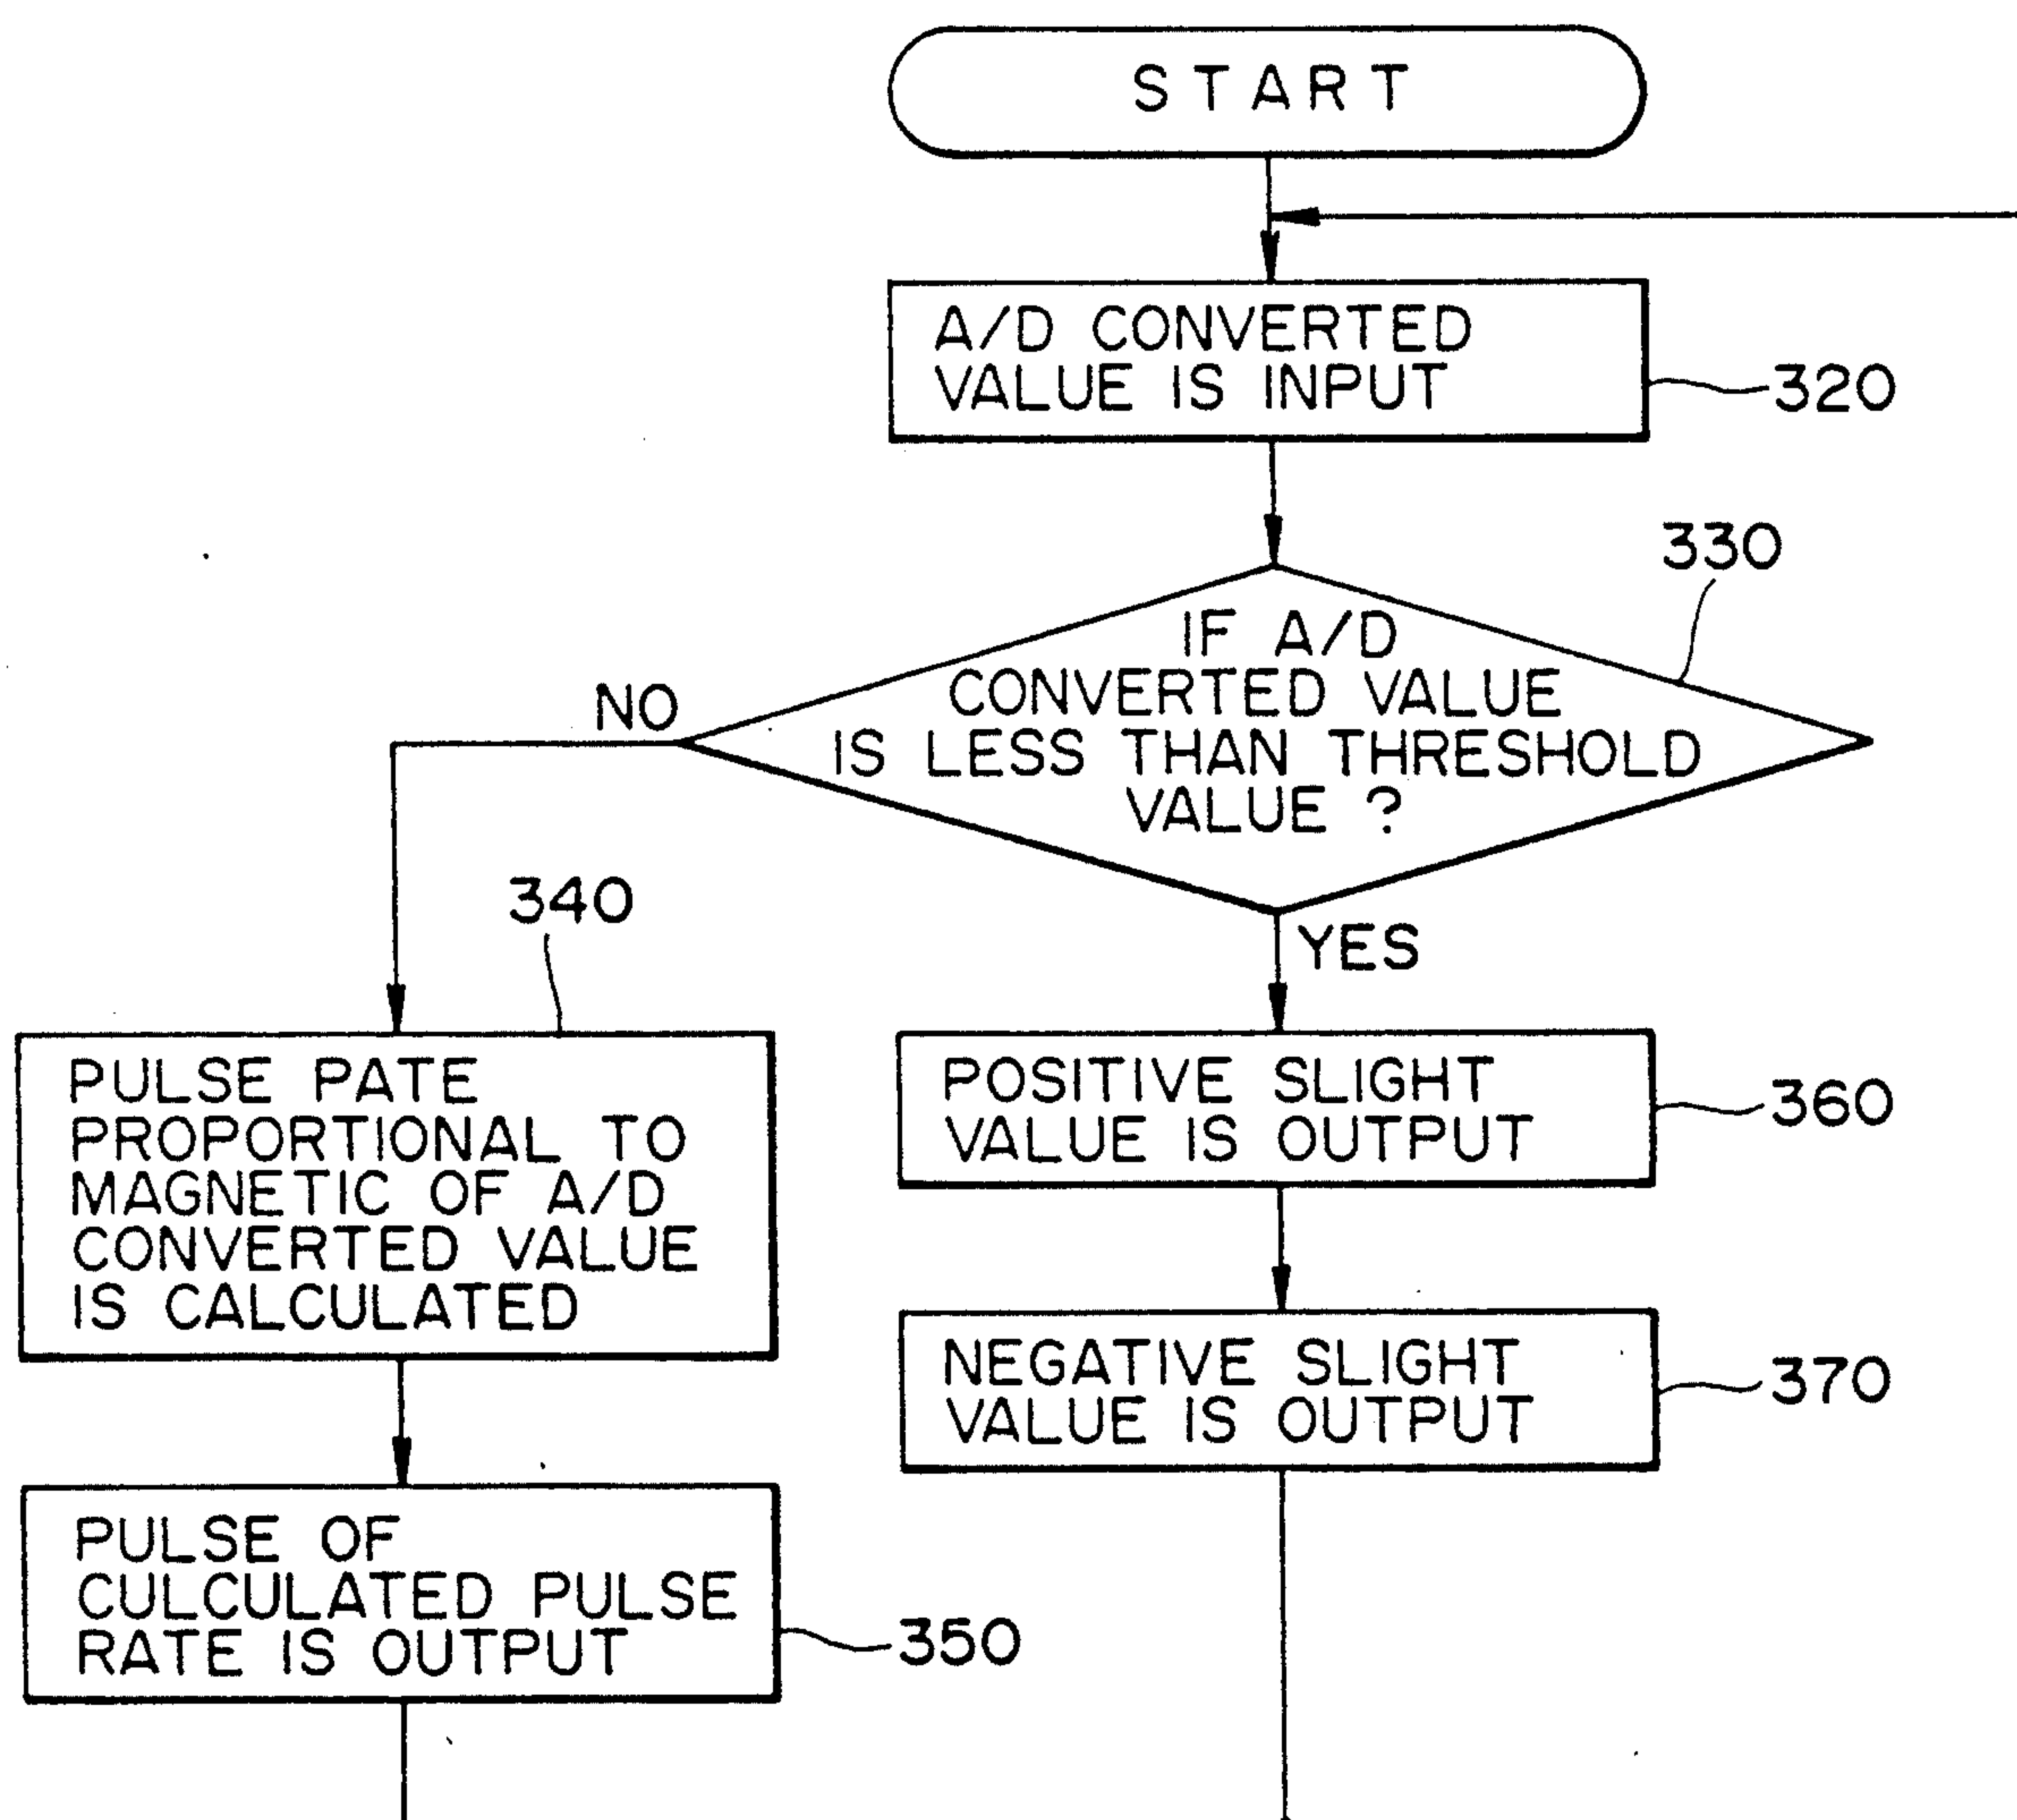 START
A/D CONVERTED
VALUE IS INPUT
320
330
IF A/D
CONVERTED VALUE
IS LESS THAN THRESHOLD
VALUE ?
NO
YES
340
PULSE PATE
PROPORTIONAL TO
MAGNETIC OF A/D
CONVERTED VALUE
IS CALCULATED
POSITIVE SLIGHT
VALUE IS OUTPUT
360
NEGATIVE SLIGHT
VALUE IS OUTPUT
370
PULSE OF
CULCULATED PULSE
RATE IS OUTPUT
350